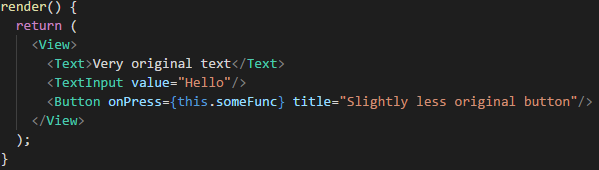 render() {
  return (
    <View>
      <Text>Very original text</Text>
      <TextInput value="Hello"/>
      <Button onPress={this.someFunc} title="Slightly less original button"/>
    </View>
  );
}